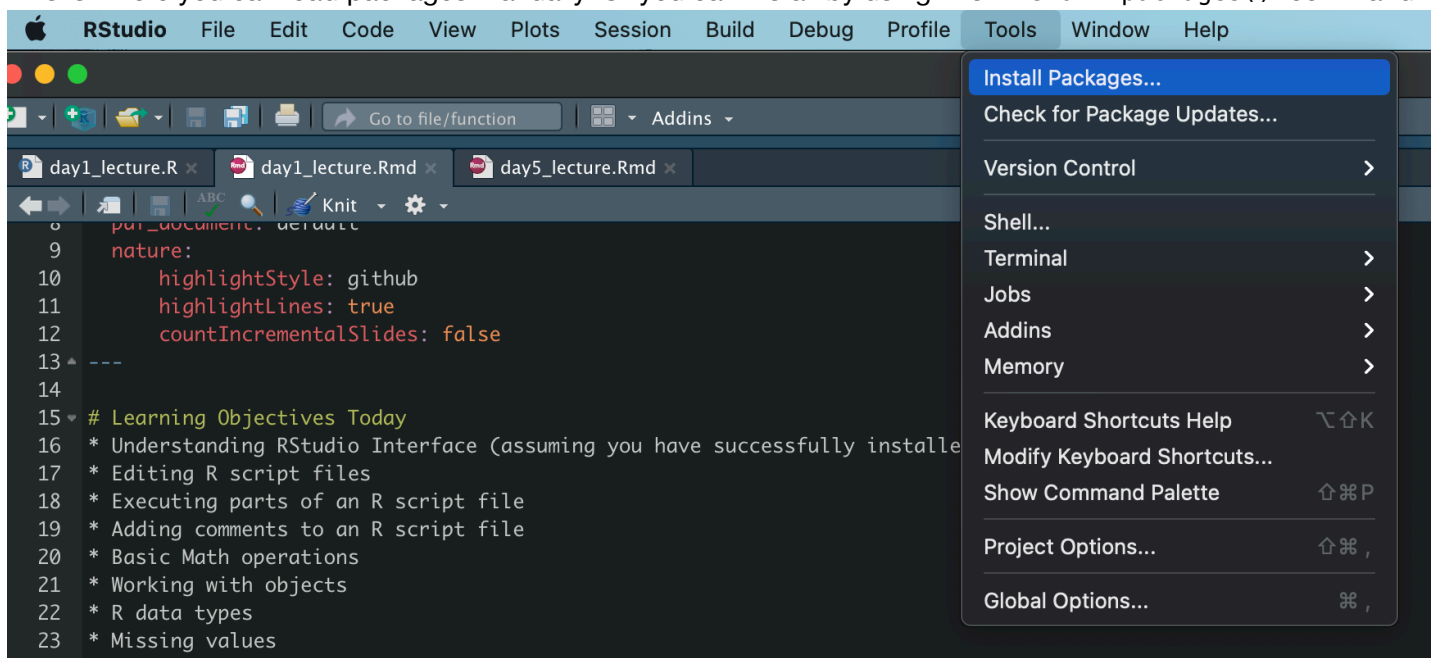 RStudio File Edit Code View Plots Session Build Debug Profile Tools Window Help
Install Packages...
Check for Package Updates...
Version Control
Shell...
Terminal
Jobs
Addins
Memory
Keyboard Shortcuts Help ⌥⇧K
Modify Keyboard Shortcuts...
Show Command Palette ⇧⌘P
Project Options... ⇧⌘,
Global Options... ⌘,
Go to file/function Addins
day1_lecture.R day1_lecture.Rmd day5_lecture.Rmd
ABC Knit
9 nature:
10 highlightStyle: github
11 highlightLines: true
12 countIncrementalSlides: false
13 ---
14
15 # Learning Objectives Today
16 * Understanding RStudio Interface (assuming you have successfully installe
17 * Editing R script files
18 * Executing parts of an R script file
19 * Adding comments to an R script file
20 * Basic Math operations
21 * Working with objects
22 * R data types
23 * Missing values